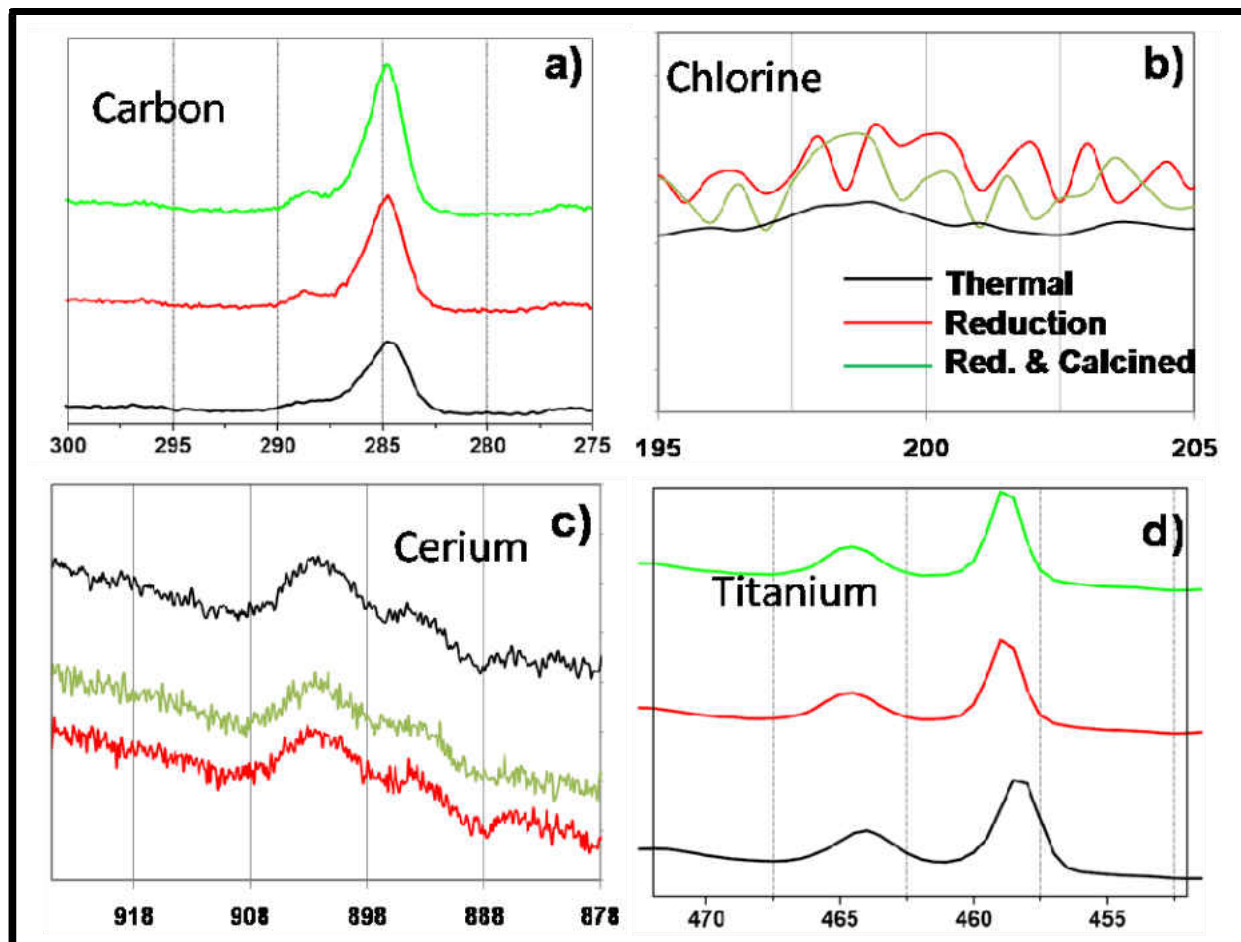 a)
Carbon
300 295 290 285 280 275
b)
Chlorine
Thermal
Reduction
Red. & Calcined
195 200 205
c)
Cerium
918 908 898 888 878
d)
Titanium
470 465 460 455